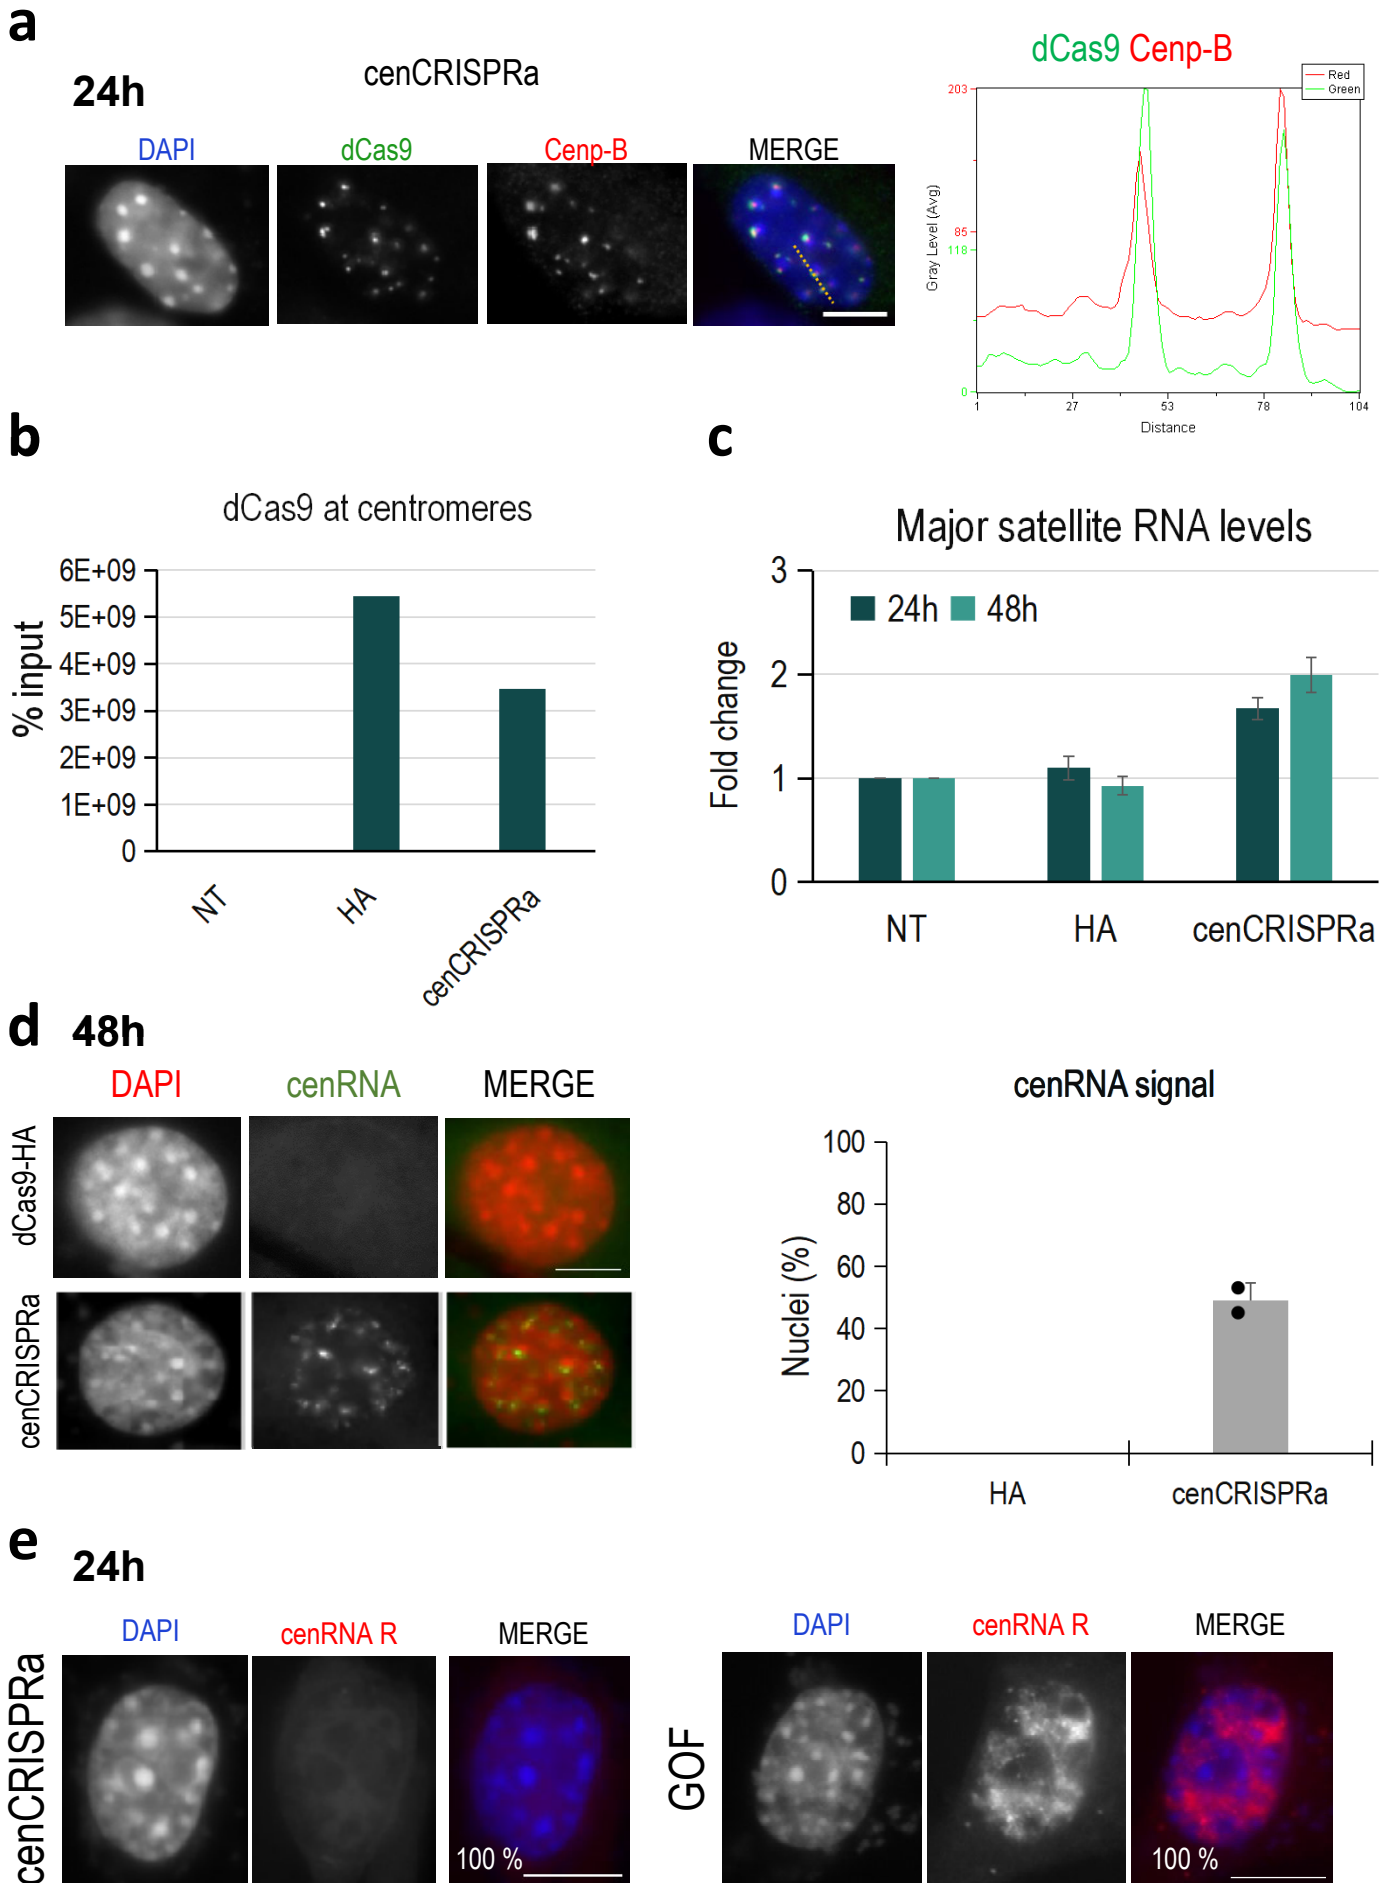 a
24h
cenCRISPRa
DAPI
dCas9
Cenp-B
MERGE
dCas9 Cenp-B
Red
Green
203
85
118
0
Gray Level (Avg)
1
27
53
78
104
Distance
b
dCas9 at centromeres
% input
6E+09
5E+09
4E+09
3E+09
2E+09
1E+09
0
NT
HA
cenCRISPRa
c
Major satellite RNA levels
Fold change
3
2
1
0
24h
48h
NT
HA
cenCRISPRa
d
48h
DAPI
cenRNA
MERGE
dCas9-HA
cenCRISPRa
cenRNA signal
Nuclei (%)
100
80
60
40
20
0
HA
cenCRISPRa
e
24h
DAPI
cenRNA R
MERGE
cenCRISPRa
100 %
DAPI
cenRNA R
MERGE
GOF
100 %